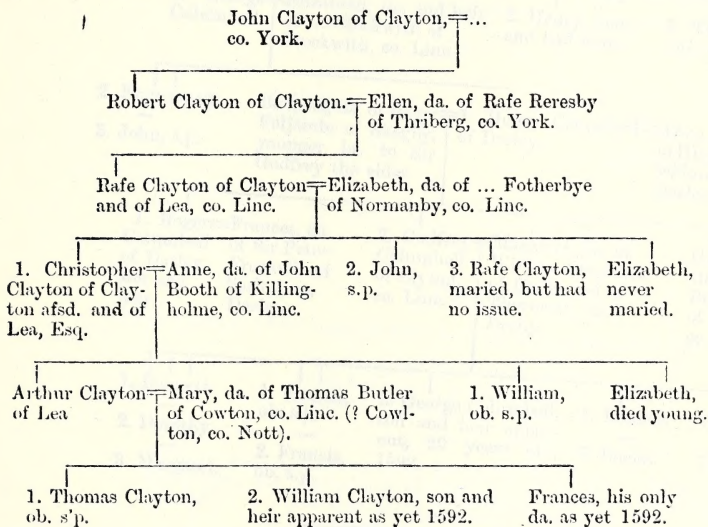 John Clayton of Clayton,=...
co. York.
Robert Clayton of Clayton.=Ellen, da. of Rafe Reresby
of Thriberg, co. York.
Rafe Clayton of Clayton=Elizabeth, da. of ... Fotherbye
and of Lea, co. Linc. of Normanby, co. Linc.
1. Christopher=Anne, da. of John 2. John, 3. Rafe Clayton, Elizabeth,
Clayton of Clay- Booth of Killing- s.p. maried, but had never
ton afsd. and of holme, co. Linc. no issue. maried.
Lea, Esq.
Arthur Clayton=Mary, da. of Thomas Butler 1. William, Elizabeth,
of Lea of Cowton, co. Linc. (? Cowl- ob. s.p. died young.
ton, co. Nott).
1. Thomas Clayton, 2. William Clayton, son and Frances, his only
ob. s'p. heir apparent as yet 1592. da. as yet 1592.